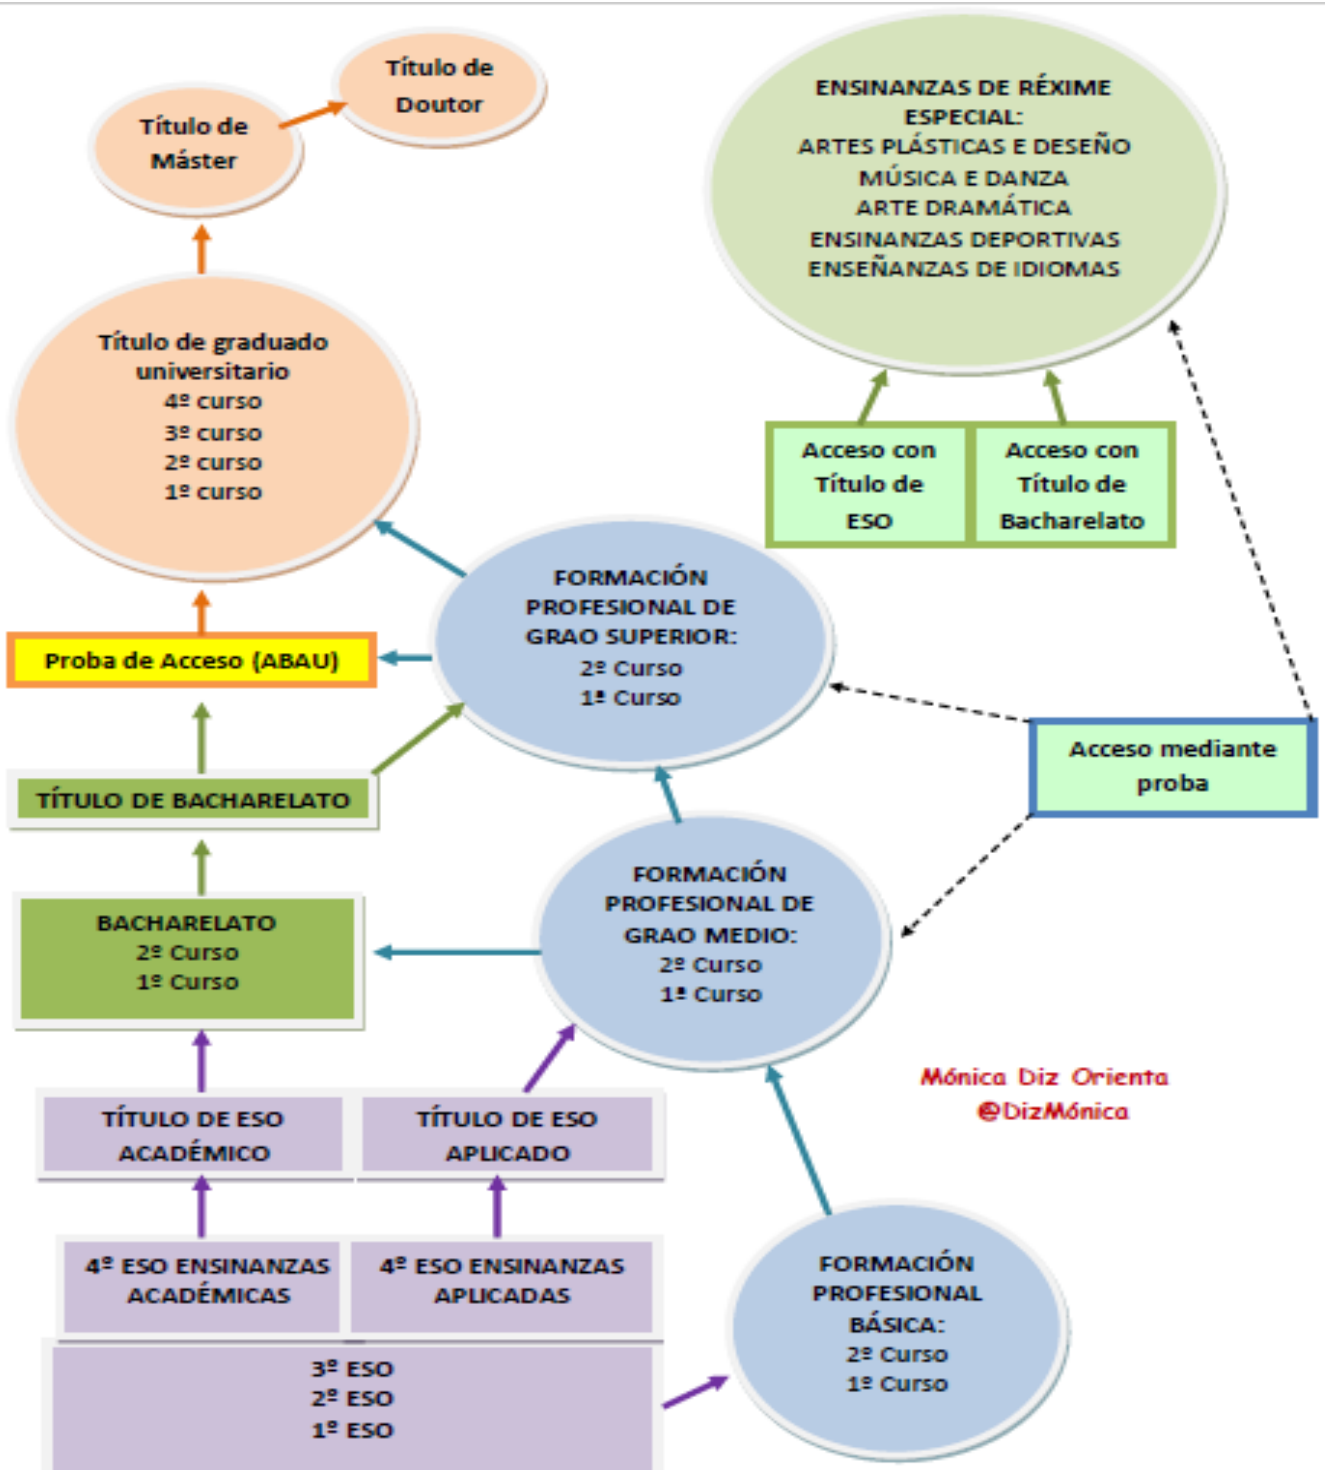 Título de
Doutor
Título de
Máster
ENSINANZAS DE RÉXIME
ESPECIAL:
ARTES PLÁSTICAS E DESEÑO
MÚSICA E DANZA
ARTE DRAMÁTICA
ENSINANZAS DEPORTIVAS
ENSEÑANZAS DE IDIOMAS
Título de graduado
universitario
4º curso
3º curso
2º curso
1º curso
Acceso con
Título de
ESO
Acceso con
Título de
Bacharelato
FORMACIÓN
PROFESIONAL DE
GRAO SUPERIOR:
2º Curso
1º Curso
Proba de Acceso (ABAU)
Acceso mediante
proba
TÍTULO DE BACHARELATO
FORMACIÓN
PROFESIONAL DE
GRAO MEDIO:
2º Curso
1º Curso
BACHARELATO
2º Curso
1º Curso
Mónica Diz Orienta
@DizMónica
TÍTULO DE ESO
ACADÉMICO
TÍTULO DE ESO
APLICADO
4º ESO ENSINANZAS
ACADÉMICAS
4º ESO ENSINANZAS
APLICADAS
FORMACIÓN
PROFESIONAL
BÁSICA:
2º Curso
1º Curso
3º ESO
2º ESO
1º ESO